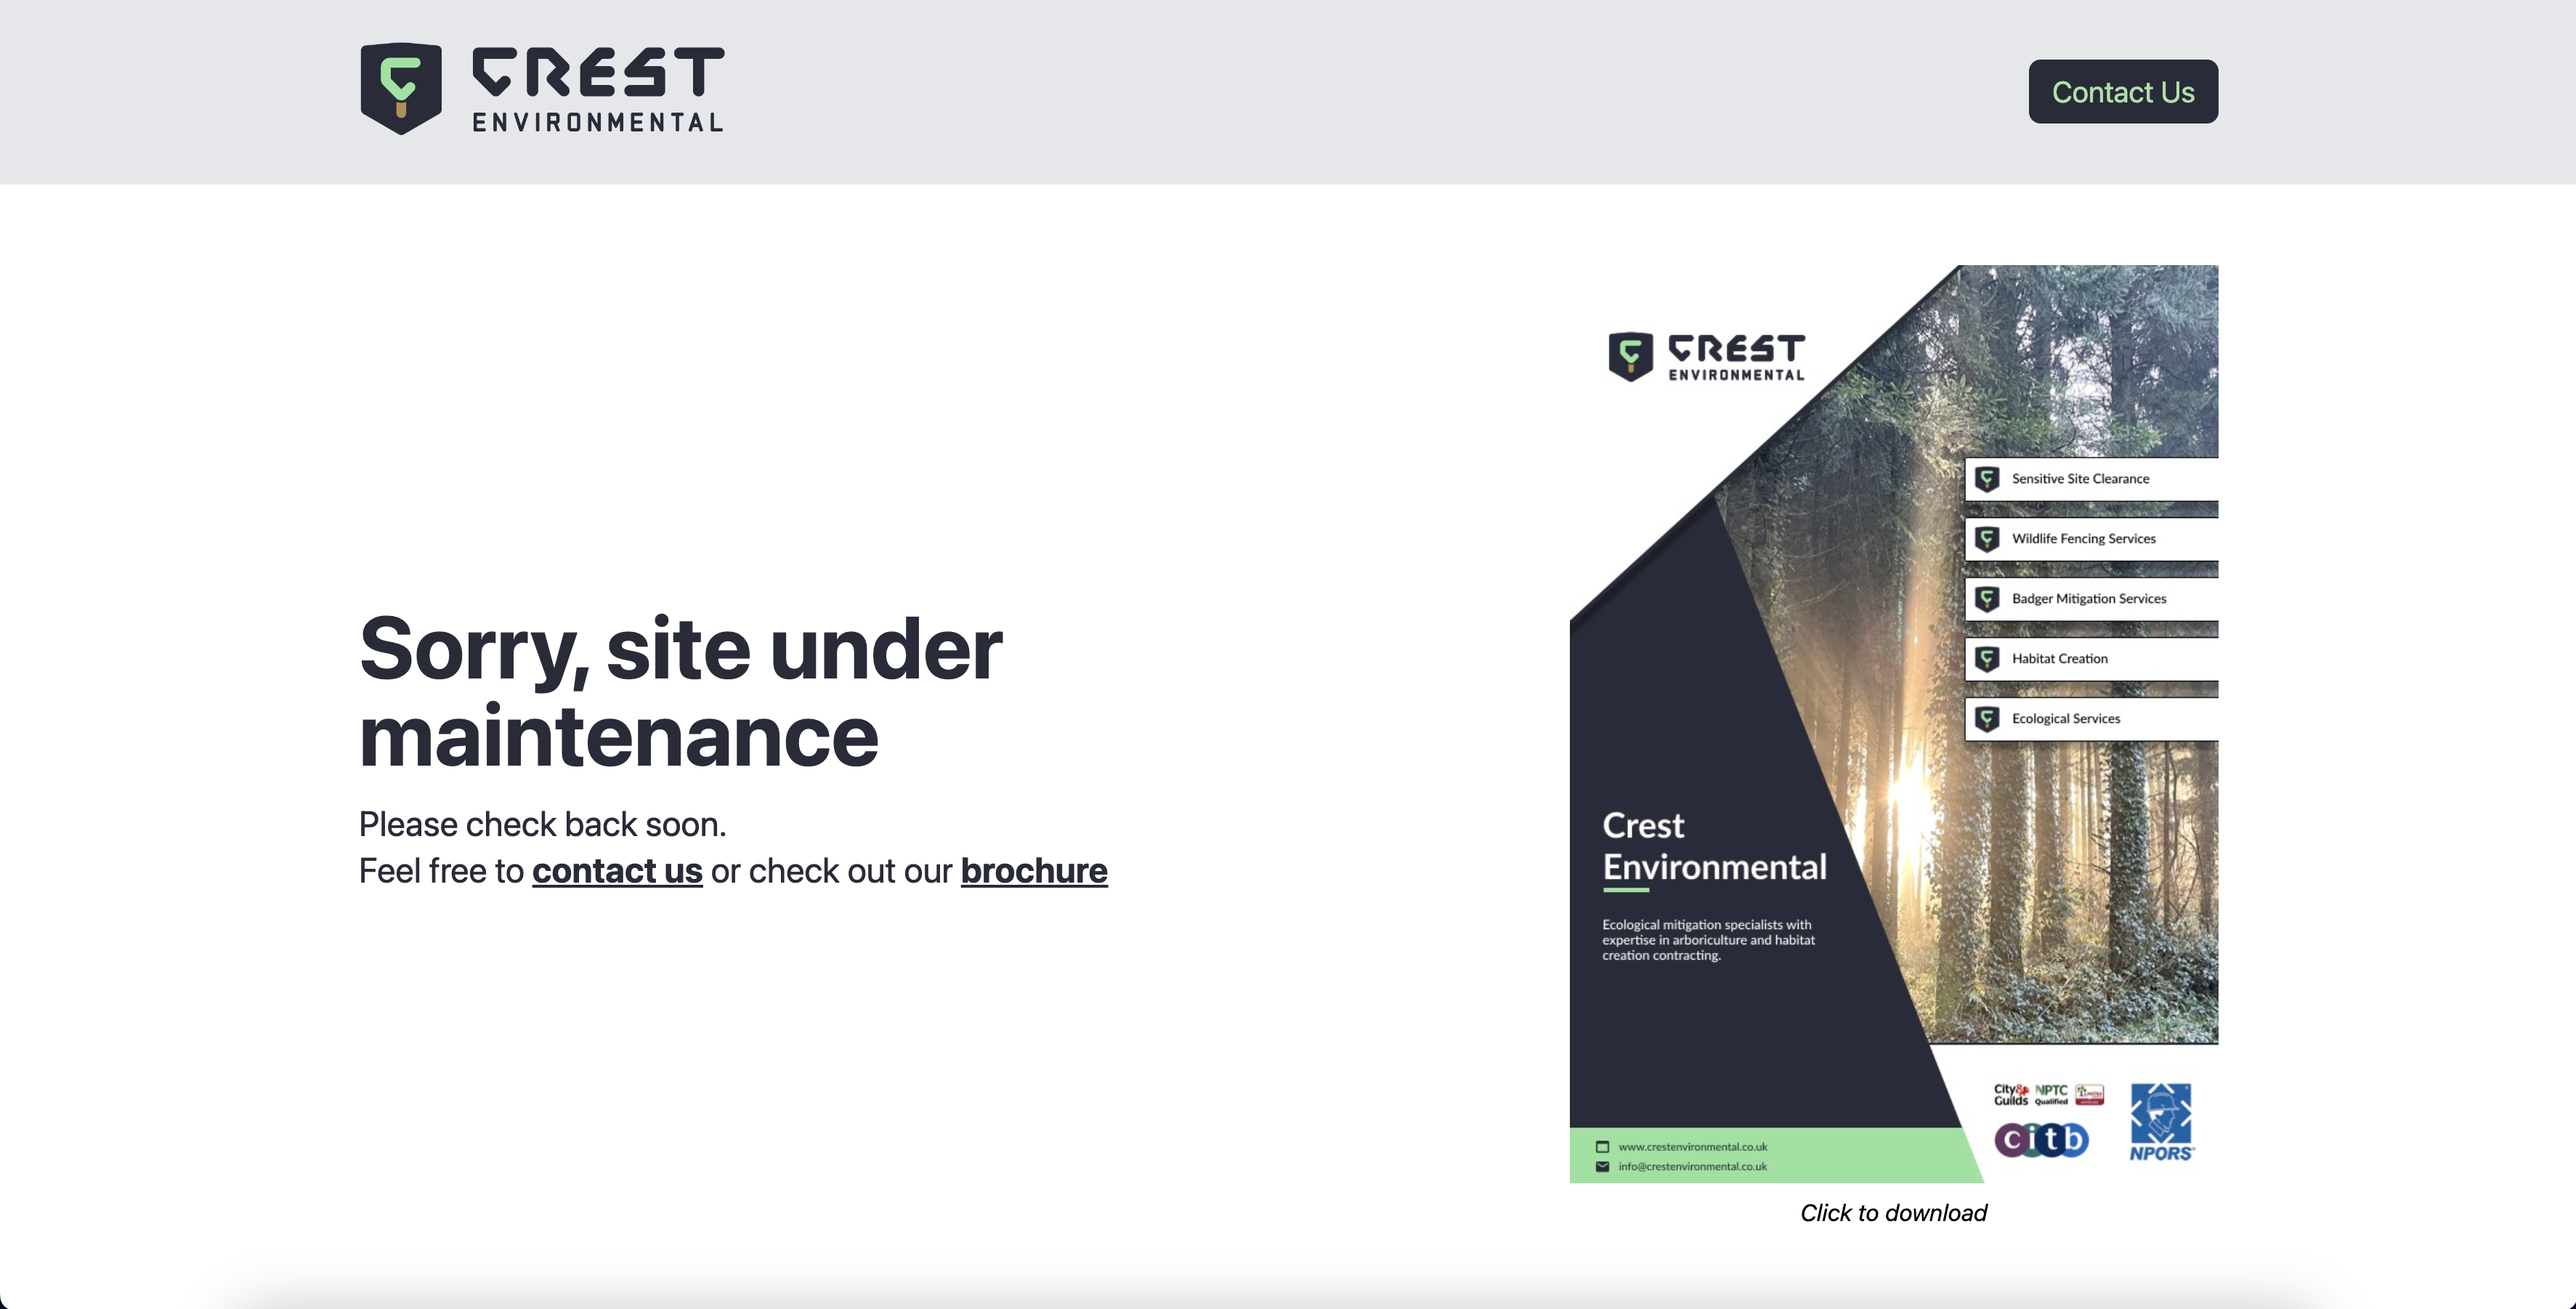 CREST
ENVIRONMENTAL
Contact Us
Sorry, site under
maintenance
Please check back soon.
Feel free to contact us or check out our brochure
CREST
ENVIRONMENTAL
Sensitive Site Clearance
Wildlife Fencing Services
Badger Mitigation Services
Habitat Creation
Ecological Services
Crest
Environmental
Ecological mitigation specialists with
expertise in arboriculture and habitat
creation contracting.
www.crestenvironmental.co.uk
info@crestenvironmental.co.uk
City&
Guilds
NPTC
Qualified
LANTRA
citb
NPORS
Click to download